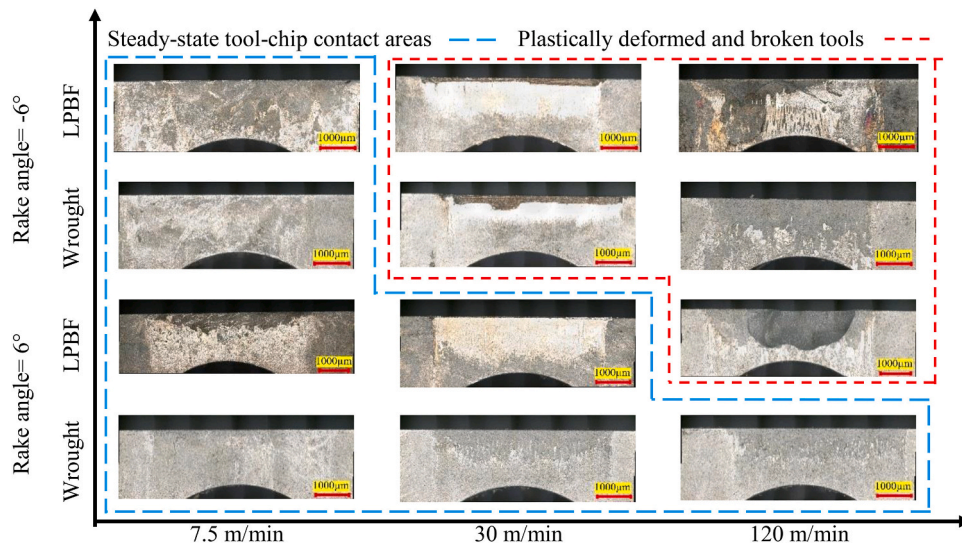 Steady-state tool-chip contact areas
Plastically deformed and broken tools
Rake angle= -6°
LPBF
1000μm
1000μm
1000μm
Wrought
1000μm
1000μm
1000μm
Rake angle= 6°
LPBF
1000μm
1000μm
1000μm
Wrought
1000μm
1000μm
1000μm
7.5 m/min
30 m/min
120 m/min